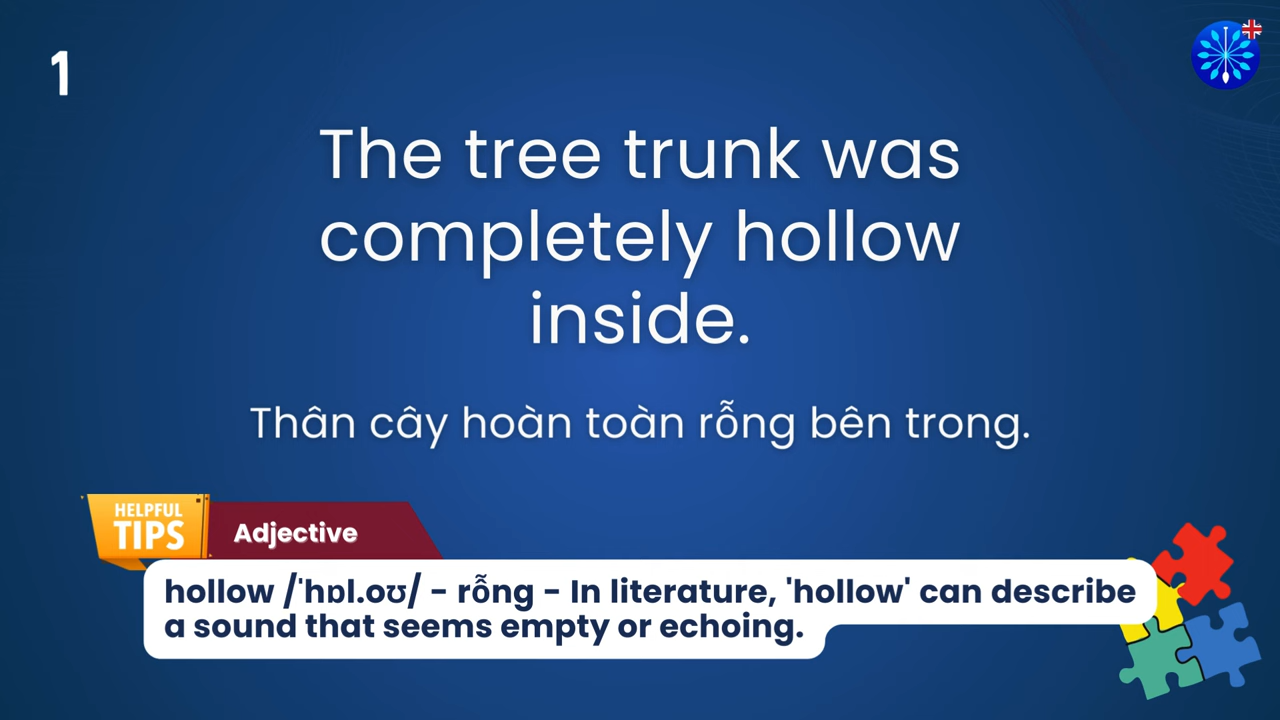 1
The tree trunk was
completely hollow
inside.
Thân cây hoàn toàn rỗng bên trong.
HELPFUL
TIPS
Adjective
hollow /ˈhɒl.oʊ/ - rỗng - In literature, 'hollow' can describe
a sound that seems empty or echoing.